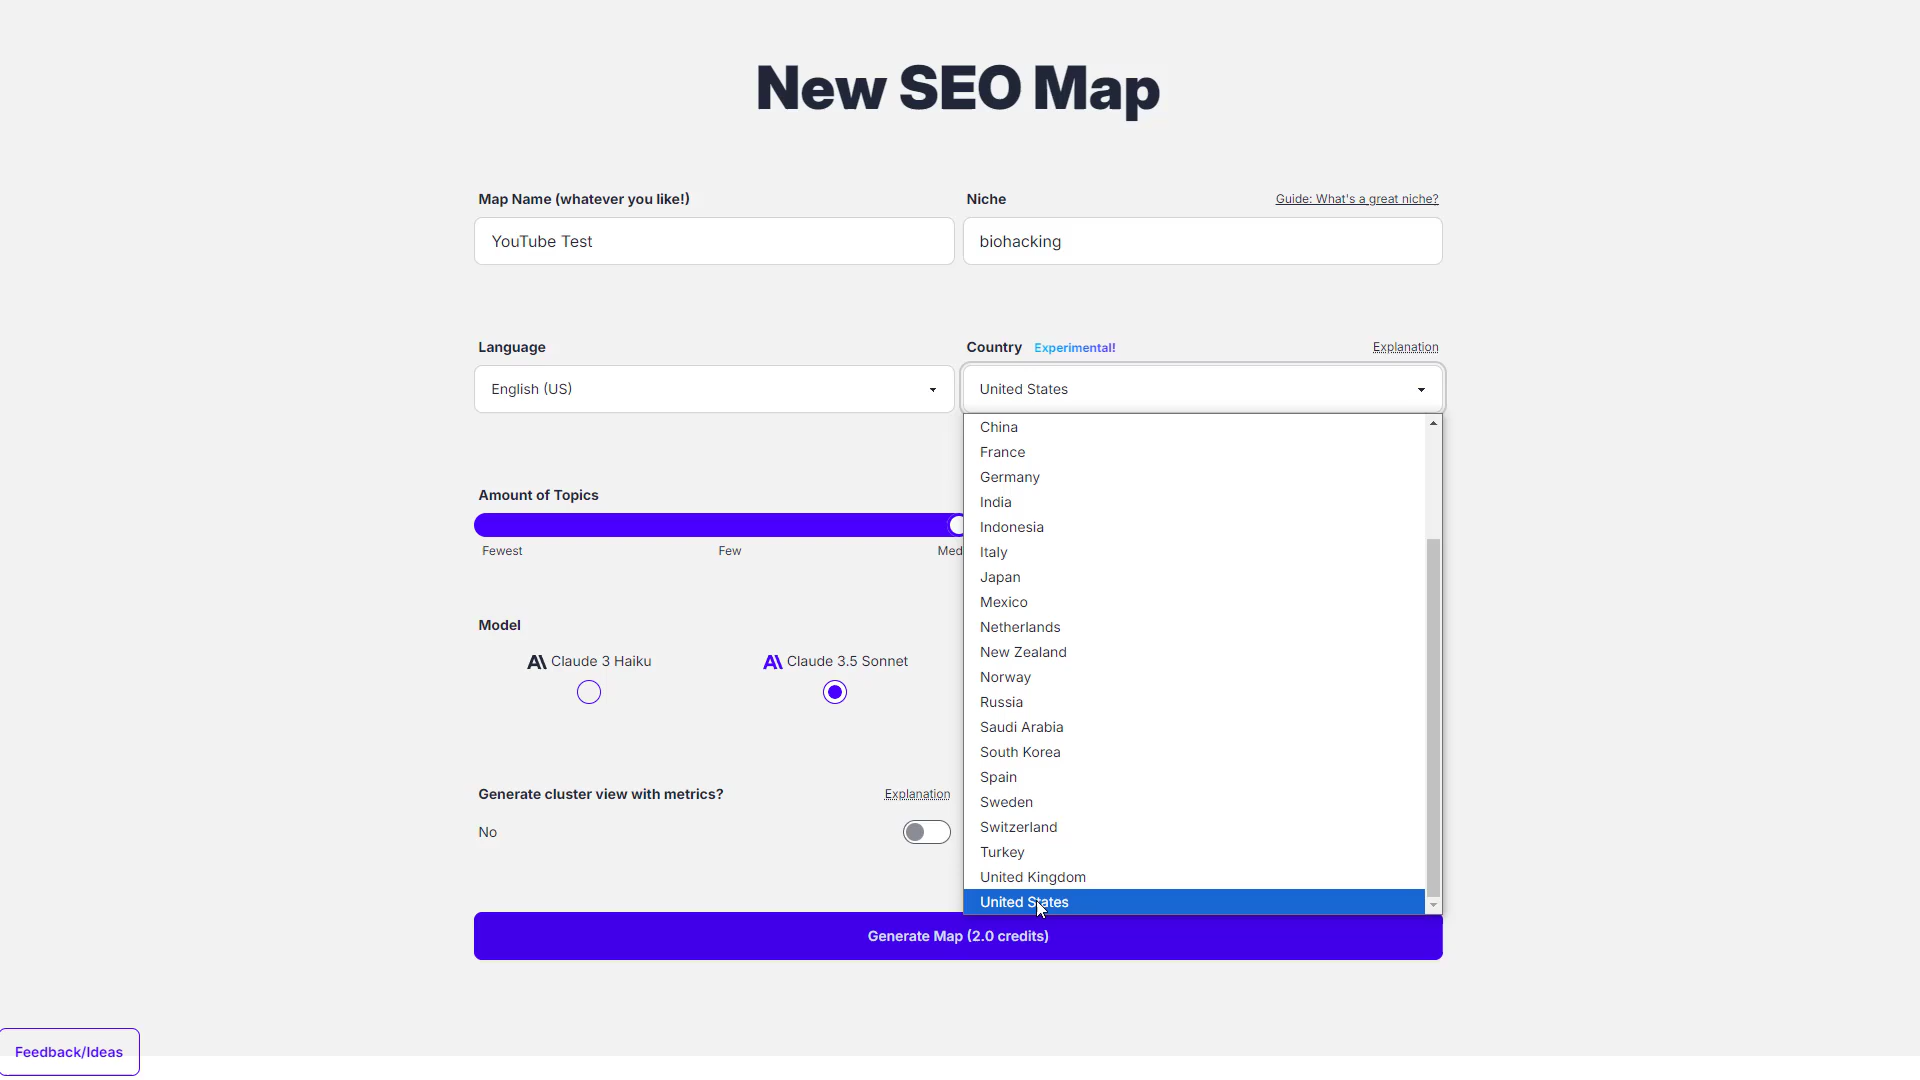 New SEO Map
Map Name (whatever you like!)
Niche
Guide: What's a great niche?
YouTube Test
biohacking
Language
Country
Experimental!
Explanation
English (US)
United States
China
France
Germany
India
Indonesia
Italy
Japan
Mexico
Netherlands
New Zealand
Norway
Russia
Saudi Arabia
South Korea
Spain
Sweden
Switzerland
Turkey
United Kingdom
United States
Amount of Topics
Fewest
Few
Med
Model
Claude 3 Haiku
Claude 3.5 Sonnet
Generate cluster view with metrics?
Explanation
No
Generate Map (2.0 credits)
Feedback/Ideas